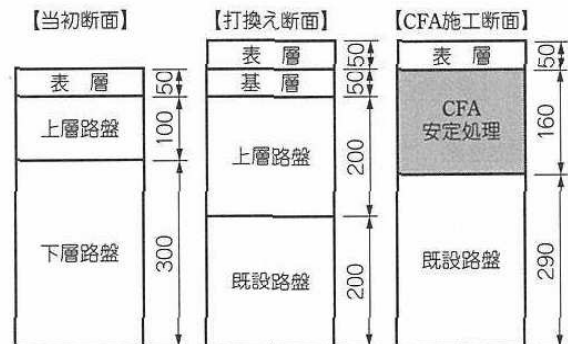 【当初断面】
表 層
50
上層路盤
100
下層路盤
300
【打換え断面】
表 層
50
基 層
50
上層路盤
200
既設路盤
200
【CFA施工断面】
表 層
50
CFA
安定処理
160
既設路盤
290